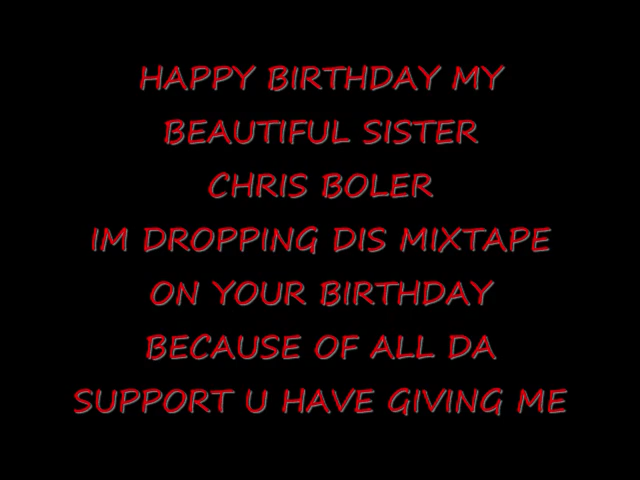 HAPPY BIRTHDAY MY
BEAUTIFUL SISTER
CHRIS BOLER
IM DROPPING DIS MIXTAPE
ON YOUR BIRTHDAY
BECAUSE OF ALL DA
SUPPORT U HAVE GIVING ME